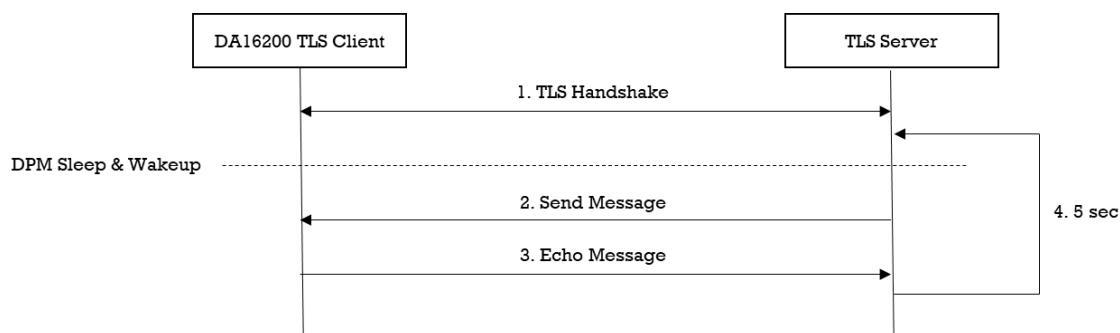 DA16200 TLS Client
TLS Server
1. TLS Handshake
DPM Sleep & Wakeup
2. Send Message
4. 5 sec
3. Echo Message